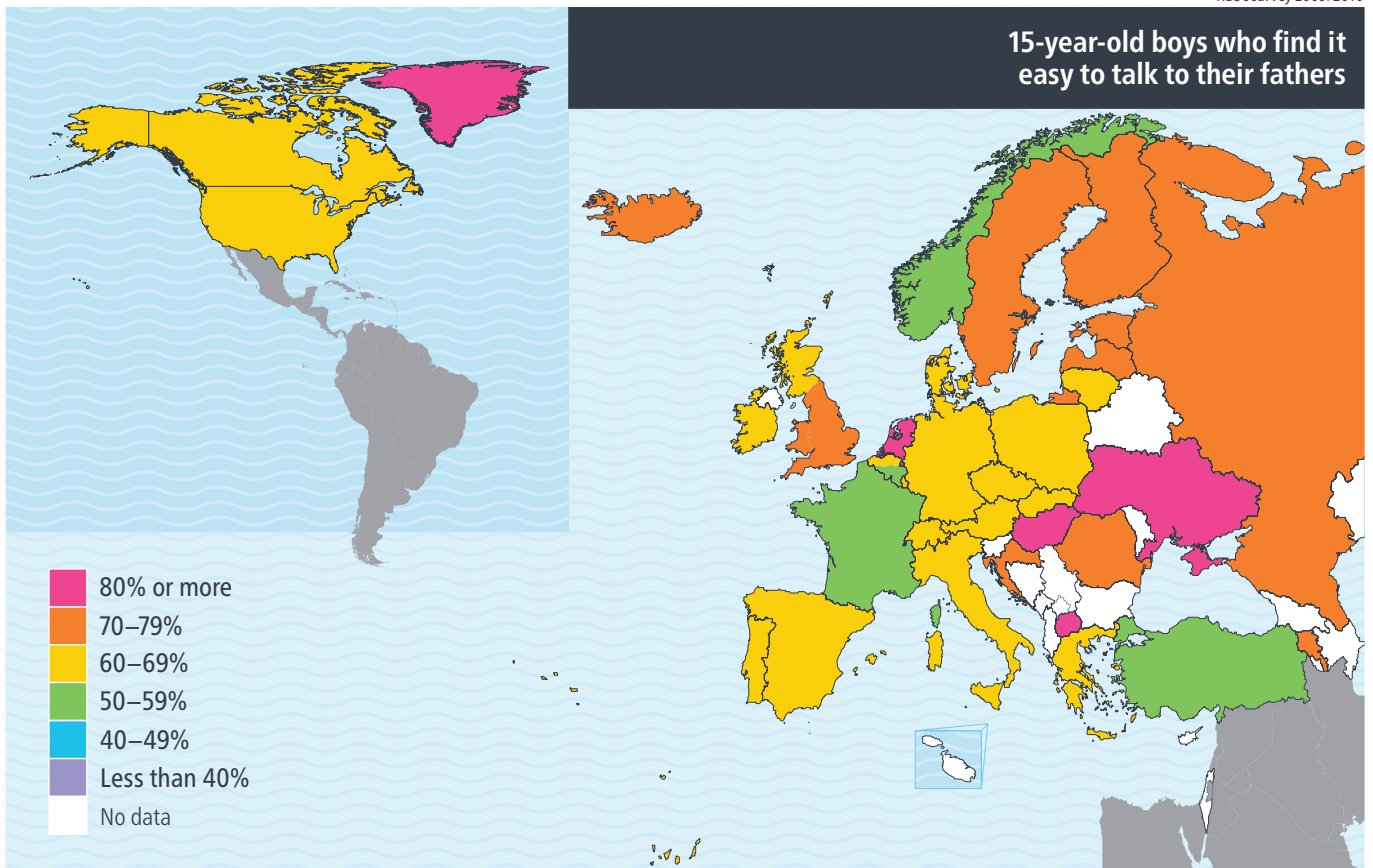 15-year-old boys who find it
easy to talk to their fathers
80% or more
70–79%
60–69%
50–59%
40–49%
Less than 40%
No data